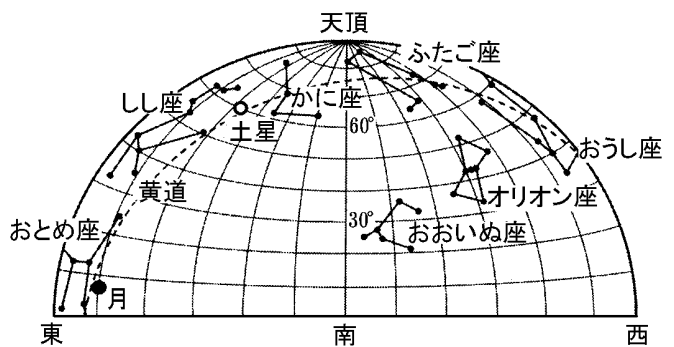 天頂
ふたご座
しし座
かに座
土星
60°
おうし座
黄道
オリオン座
おとめ座
30°
おおいぬ座
月
東
南
西